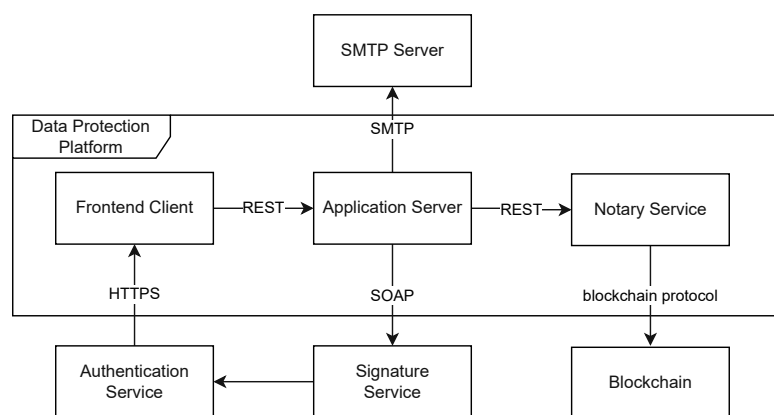 SMTP Server
SMTP
Data Protection
Platform
Frontend Client
REST
Application Server
REST
Notary Service
HTTPS
SOAP
blockchain protocol
Authentication
Service
Signature
Service
Blockchain